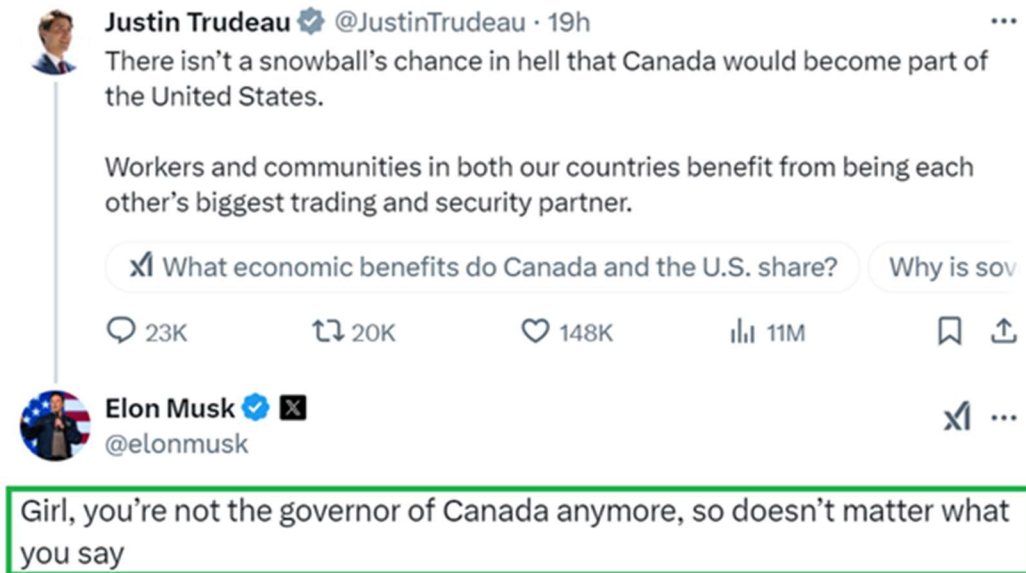 Justin Trudeau @JustinTrudeau · 19h
There isn’t a snowball’s chance in hell that Canada would become part of
the United States.
Workers and communities in both our countries benefit from being each
other’s biggest trading and security partner.
What economic benefits do Canada and the U.S. share? Why is sov
23K 20K 148K 11M
Elon Musk
@elonmusk
Girl, you’re not the governor of Canada anymore, so doesn’t matter what
you say